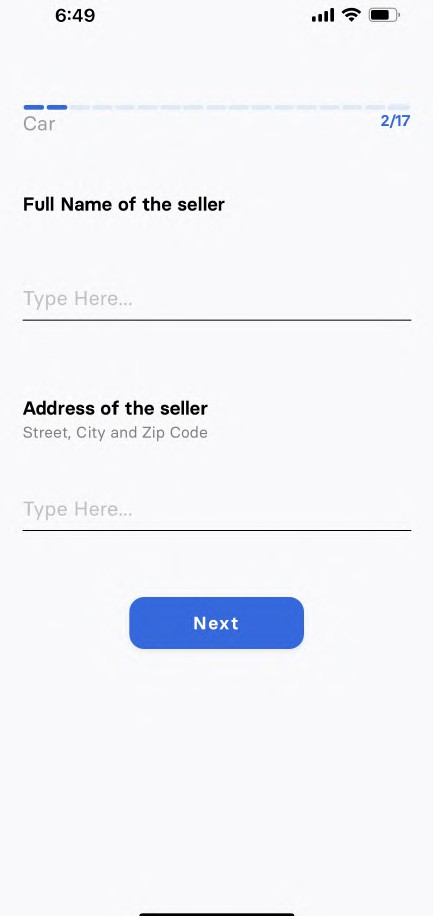 6:49
Car
2/17
Full Name of the seller
Type Here...
Address of the seller
Street, City and Zip Code
Type Here...
Next